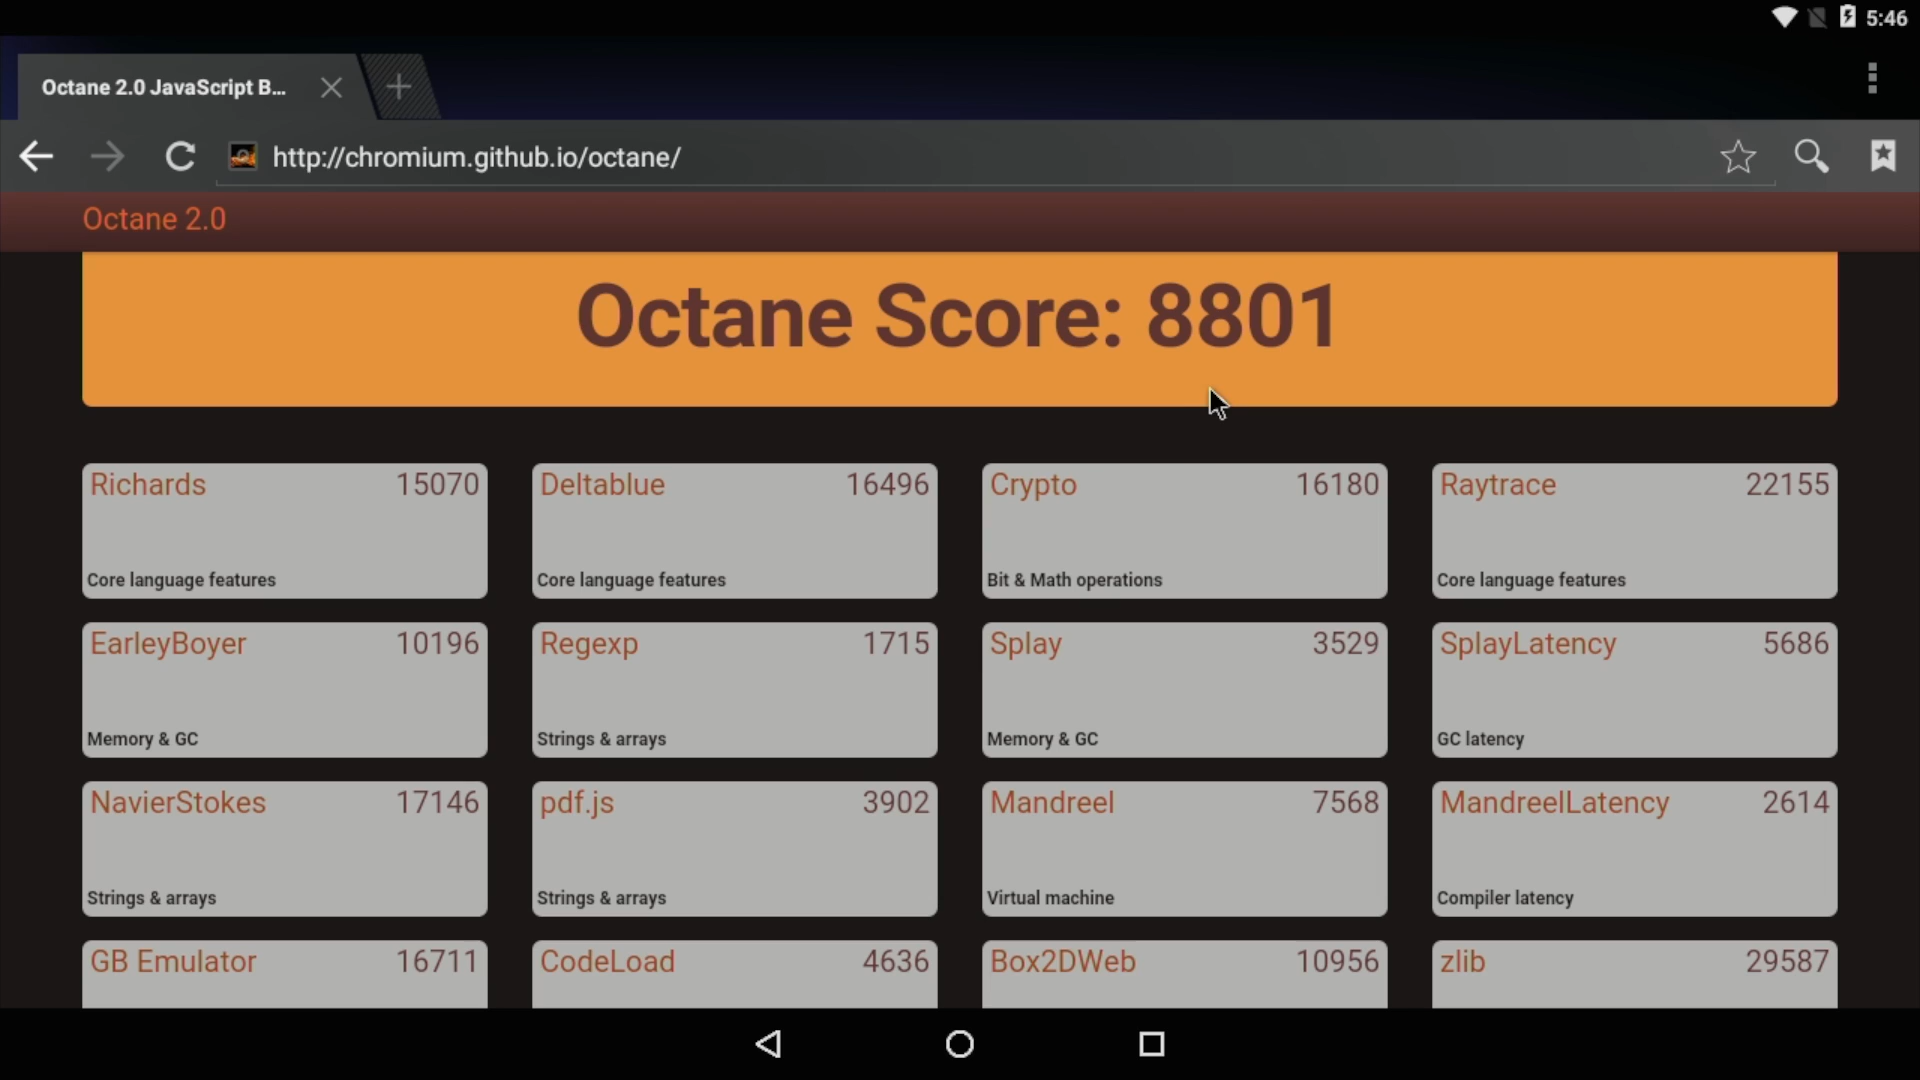 5:46
Octane 2.0 JavaScript B...
http://chromium.github.io/octane/
Octane 2.0
Octane Score: 8801
Richards 15070
Core language features
Deltablue 16496
Core language features
Crypto 16180
Bit & Math operations
Raytrace 22155
Core language features
EarleyBoyer 10196
Memory & GC
Regexp 1715
Strings & arrays
Splay 3529
Memory & GC
SplayLatency 5686
GC latency
NavierStokes 17146
Strings & arrays
pdf.js 3902
Strings & arrays
Mandreel 7568
Virtual machine
MandreelLatency 2614
Compiler latency
GB Emulator 16711
CodeLoad 4636
Box2DWeb 10956
zlib 29587